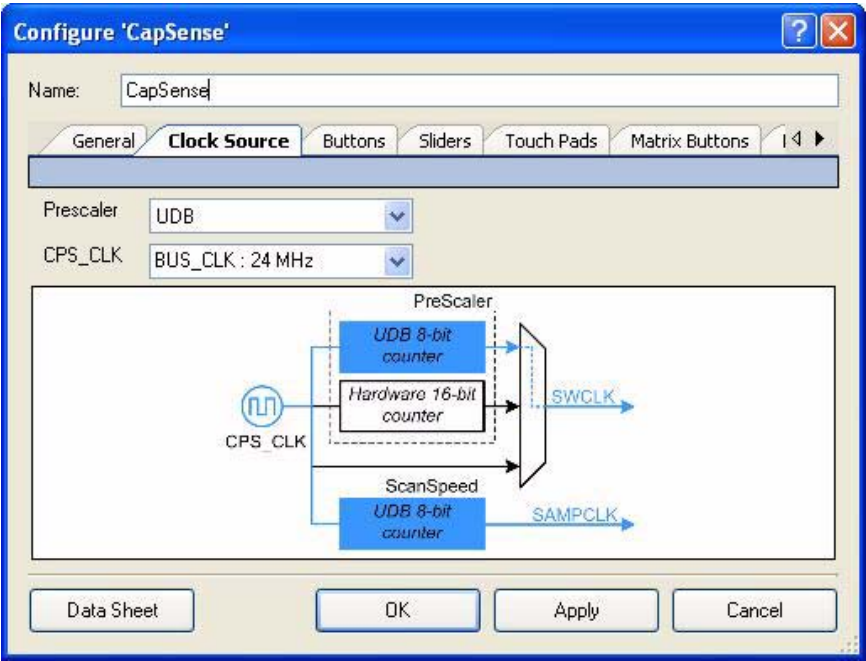 Configure 'CapSense'
Name: CapSense
General Clock Source Buttons Sliders Touch Pads Matrix Buttons
Prescaler UDB
CPS_CLK BUS_CLK : 24 MHz
PreScaler
UDB 8-bit
counter
Hardware 16-bit
counter
SWCLK
CPS_CLK
ScanSpeed
UDB 8-bit
counter
SAMPCLK
Data Sheet OK Apply Cancel